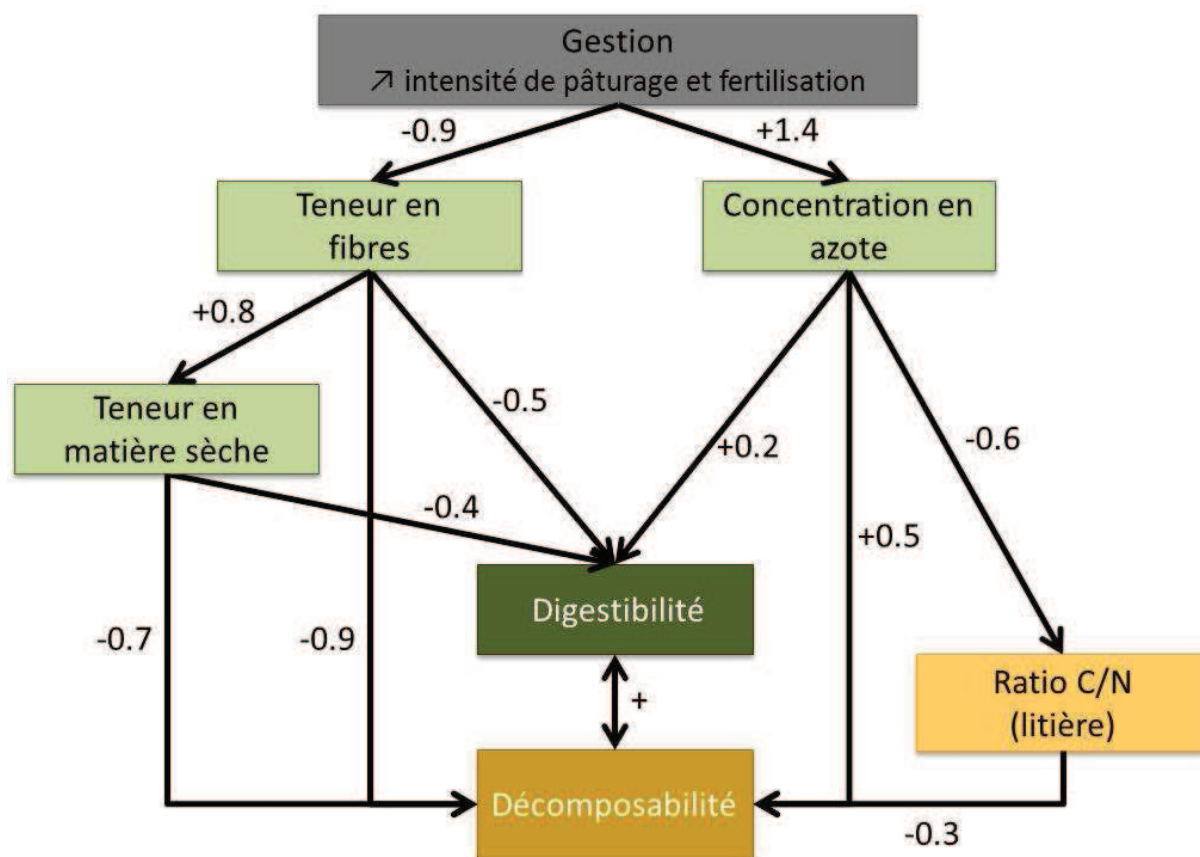 Gestion
↗ intensité de pâturage et fertilisation
-0.9
+1.4
Teneur en
fibres
Concentration en
azote
+0.8
Teneur en
matière sèche
-0.5
+0.2
-0.6
-0.4
+0.5
Digestibilité
-0.7
-0.9
Ratio C/N
(litière)
+
Décomposabilité
-0.3